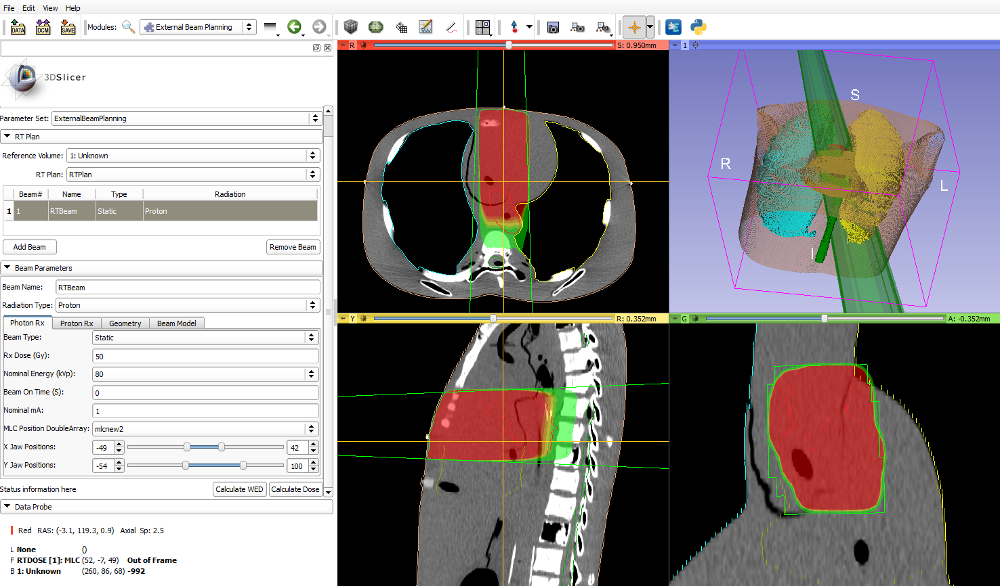 File Edit View Help
DATA DCM SAVE Modules: External Beam Planning
R S: 0.950mm 1
3DSlicer
Parameter Set: ExternalBeamPlanning
RT Plan
Reference Volume: 1: Unknown
RT Plan: RTPlan
Beam# Name Type Radiation
1 1 RTBeam Static Proton
Add Beam Remove Beam
Beam Parameters
Beam Name: RTBeam
Radiation Type: Proton
Photon Rx Proton Rx Geometry Beam Model
Beam Type: Static
Rx Dose (Gy): 50
Nominal Energy (kVp): 80
Beam On Time (S): 0
Nominal mA: 1
MLC Position DoubleArray: mlcnew2
X Jaw Positions: -49 42
Y Jaw Positions: -54 100
Status information here Calculate WED Calculate Dose
Data Probe
Red RAS: (-3.1, 119.3, 0.9) Axial Sp: 2.5
L None ()
F RTDOSE [1]: MLC (52, -7, 49) Out of Frame
B 1: Unknown (260, 86, 68) -992
S
R
L
I
Y R: 0.352mm
G A: -0.352mm